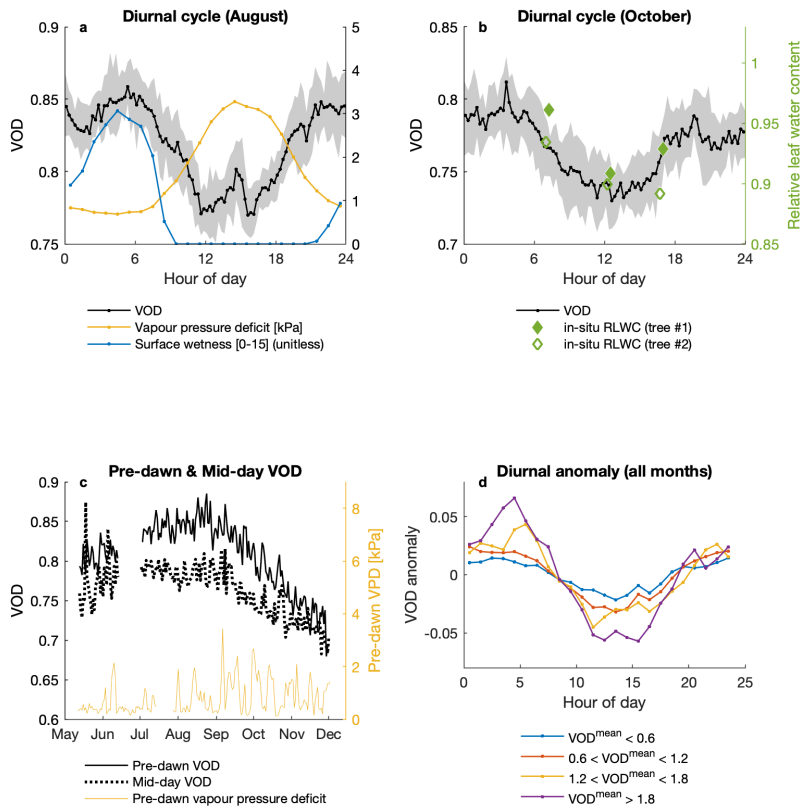 Diurnal cycle (August)
a
0.9
0.85
0.8
0.75
VOD
5
4
3
2
1
0
0 6 12 18 24
Hour of day
VOD
Vapour pressure deficit [kPa]
Surface wetness [0-15] (unitless)
Diurnal cycle (October)
b
0.85
0.8
0.75
0.7
VOD
1
0.95
0.9
0.85
Relative leaf water content
0 6 12 18 24
Hour of day
VOD
in-situ RLWC (tree #1)
in-situ RLWC (tree #2)
Pre-dawn & Mid-day VOD
c
0.9
0.85
0.8
0.75
0.7
0.65
0.6
VOD
8
6
4
2
0
Pre-dawn VPD [kPa]
May Jun Jul Aug Sep Oct Nov Dec
Pre-dawn VOD
Mid-day VOD
Pre-dawn vapour pressure deficit
Diurnal anomaly (all months)
d
0.05
0
-0.05
VOD anomaly
0 5 10 15 20 25
Hour of day
VOD^mean < 0.6
0.6 < VOD^mean < 1.2
1.2 < VOD^mean < 1.8
VOD^mean > 1.8